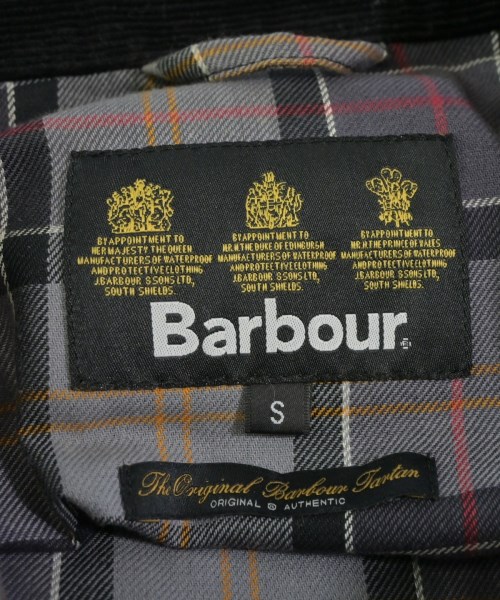 BY APPOINTMENT TO
HER MAJESTY THE QUEEN
MANUFACTURERS OF WATERPROOF
AND PROTECTIVE CLOTHING
J. BARBOUR & SONS LTD,
SOUTH SHIELDS.
BY APPOINTMENT TO
H.R.H. THE DUKE OF EDINBURGH
MANUFACTURERS OF WATERPROOF
AND PROTECTIVE CLOTHING
J. BARBOUR & SONS LTD,
SOUTH SHIELDS.
BY APPOINTMENT TO
H.R.H. THE PRINCE OF WALES
MANUFACTURERS OF WATERPROOF
AND PROTECTIVE CLOTHING
J. BARBOUR & SONS LTD,
SOUTH SHIELDS.
Barbour®
S
The Original Barbour Tartan
ORIGINAL @ AUTHENTIC